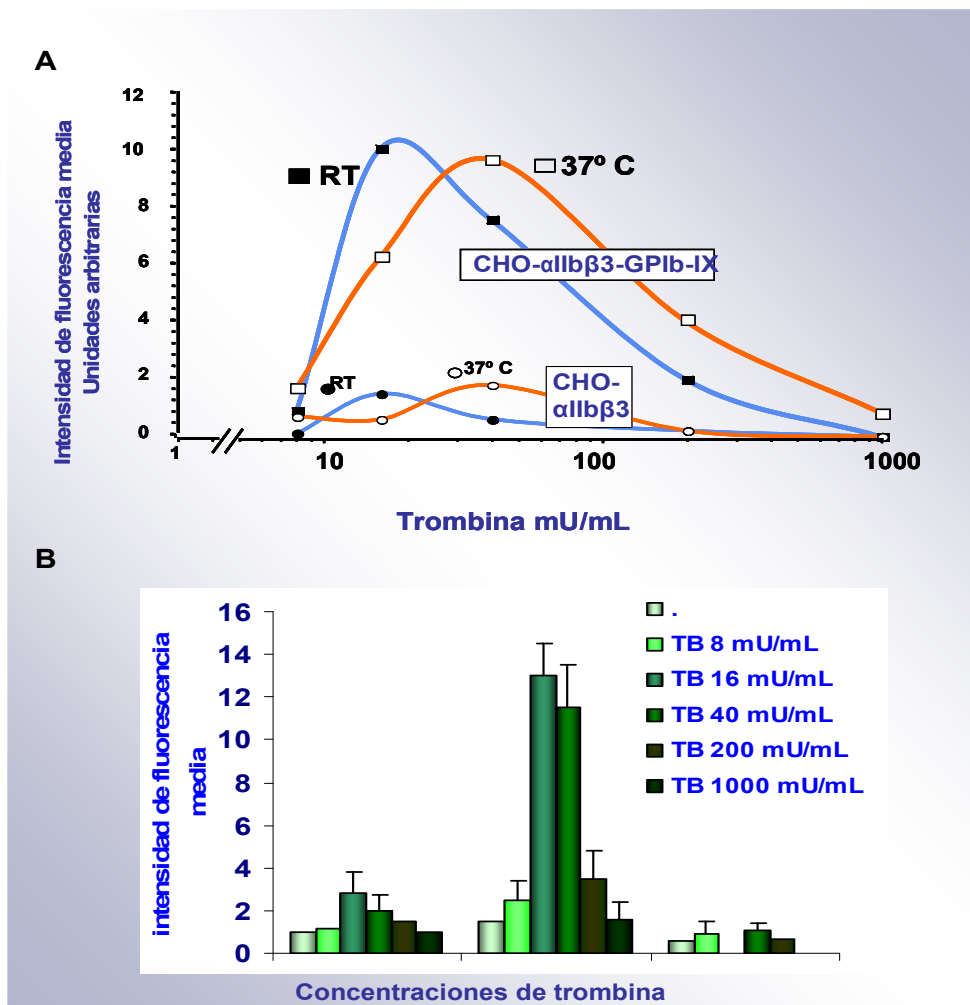 A
Intensidad de fluorescencia media
Unidades arbitrarias
12
10
8
6
4
2
0
RT
37º C
CHO-αIIbβ3-GPIb-IX
RT
37º C
CHO-
αIIbβ3
1
10
100
1000
Trombina mU/mL
B
intensidad de fluorescencia
media
16
14
12
10
8
6
4
2
0
.
TB 8 mU/mL
TB 16 mU/mL
TB 40 mU/mL
TB 200 mU/mL
TB 1000 mU/mL
Concentraciones de trombina